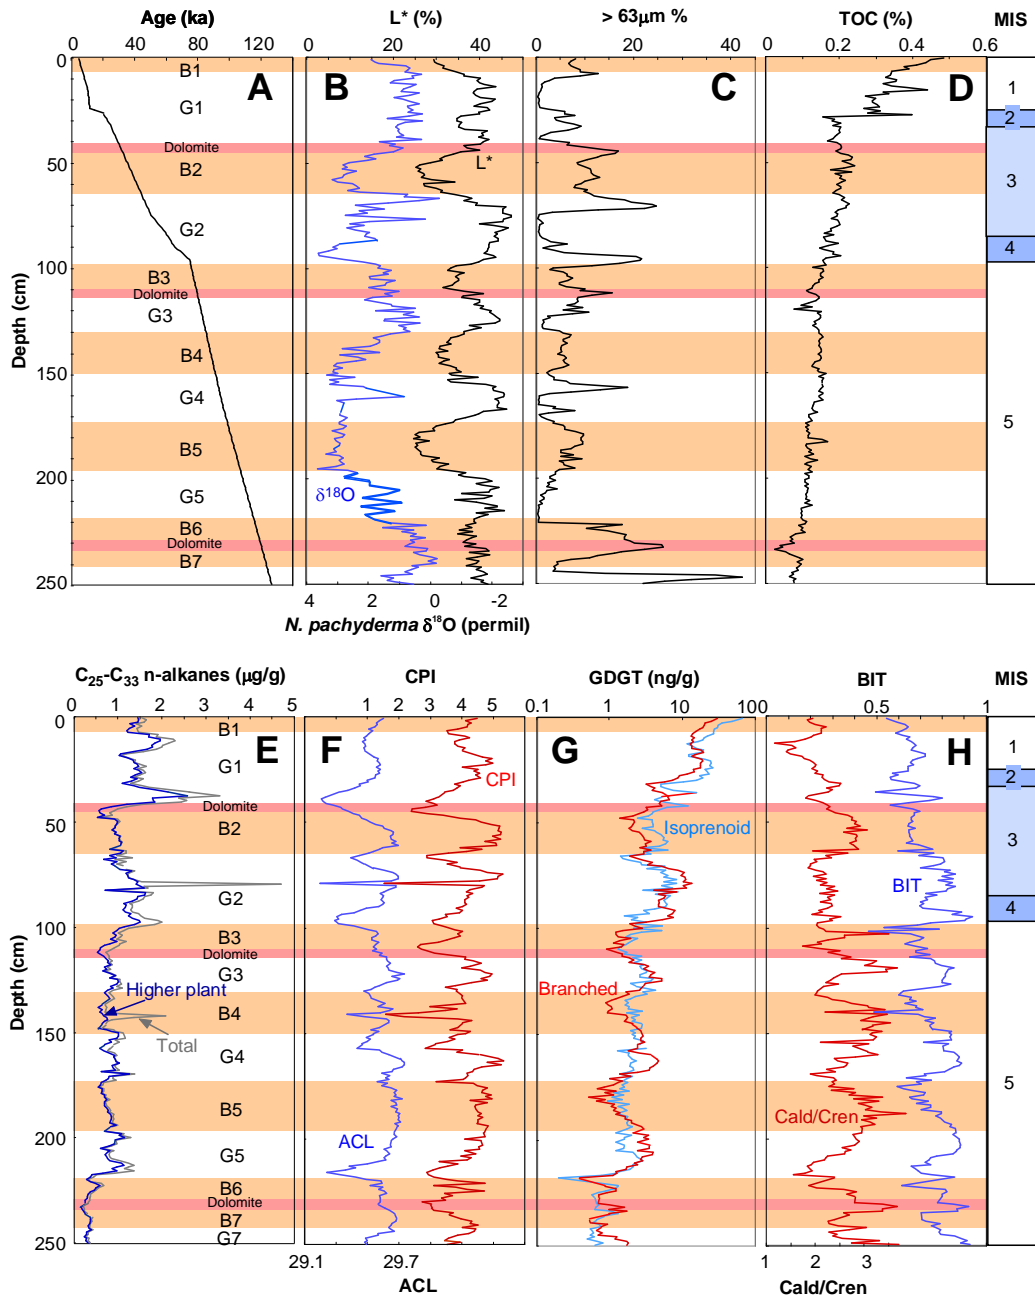 Age (ka) L* (%) > 63μm % TOC (%) MIS
0 40 80 120 0 20 40 0 20 40 0 0.2 0.4 0.6
0
50
100
150
200
250
Depth (cm)
A B C D
B1
G1
Dolomite
B2
G2
B3
Dolomite
G3
B4
G4
B5
G5
B6
Dolomite
B7
L*
δ18O
1
2
3
4
5
4 2 0 -2
N. pachyderma δ18O (permil)
C25-C33 n-alkanes (μg/g) CPI GDGT (ng/g) BIT MIS
0 1 2 3 4 5 1 2 3 4 5 0.1 1 10 100 0 0.5 1
0
50
100
150
200
250
Depth (cm)
E F G H
B1
G1
Dolomite
B2
G2
B3
Dolomite
G3
B4
G4
B5
G5
B6
Dolomite
B7
G7
Higher plant
Total
CPI
ACL
Isoprenoid
Branched
BIT
Cald/Cren
1
2
3
4
5
29.1 29.7 1 2 3
ACL Cald/Cren